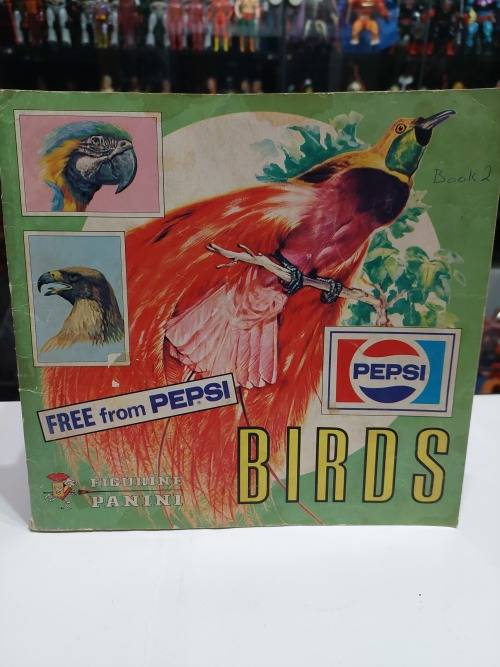 Book 2
PEPSI
FREE from PEPSI
BIRDS
FIGURINE
PANINI